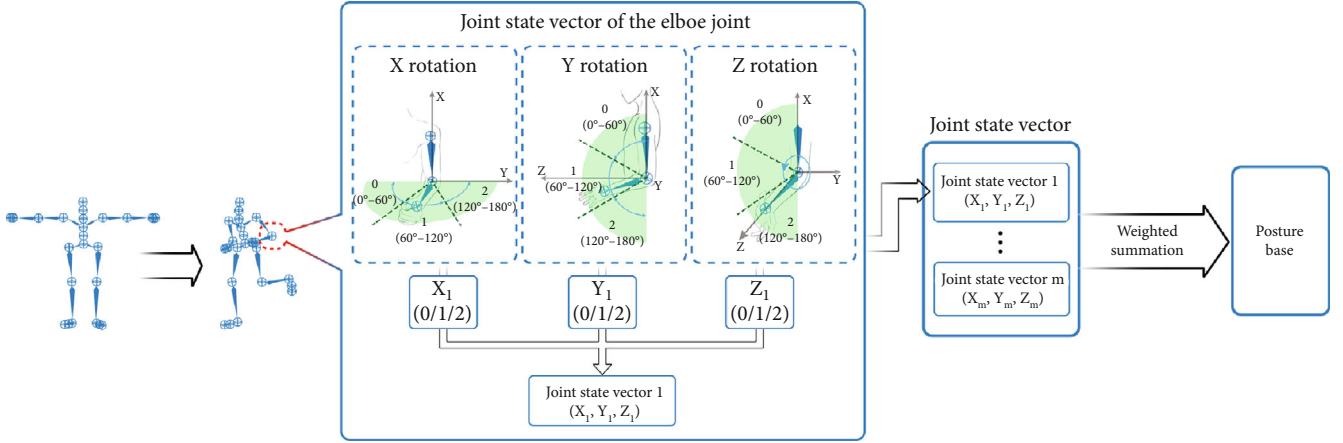 Joint state vector of the elboe joint
X rotation
X
Y
0
(0°–60°)
1
(60°–120°)
2
(120°–180°)
Y rotation
X
0
(0°–60°)
Z
1
(60°–120°)
Y
2
(120°–180°)
Z rotation
0
(0°–60°)
X
1
(60°–120°)
Y
2
(120°–180°)
Z
X₁
(0/1/2)
Y₁
(0/1/2)
Z₁
(0/1/2)
Joint state vector 1
(X₁, Y₁, Z₁)
Joint state vector
Joint state vector 1
(X₁, Y₁, Z₁)
Joint state vector m
(Xₘ, Yₘ, Zₘ)
Weighted
summation
Posture
base